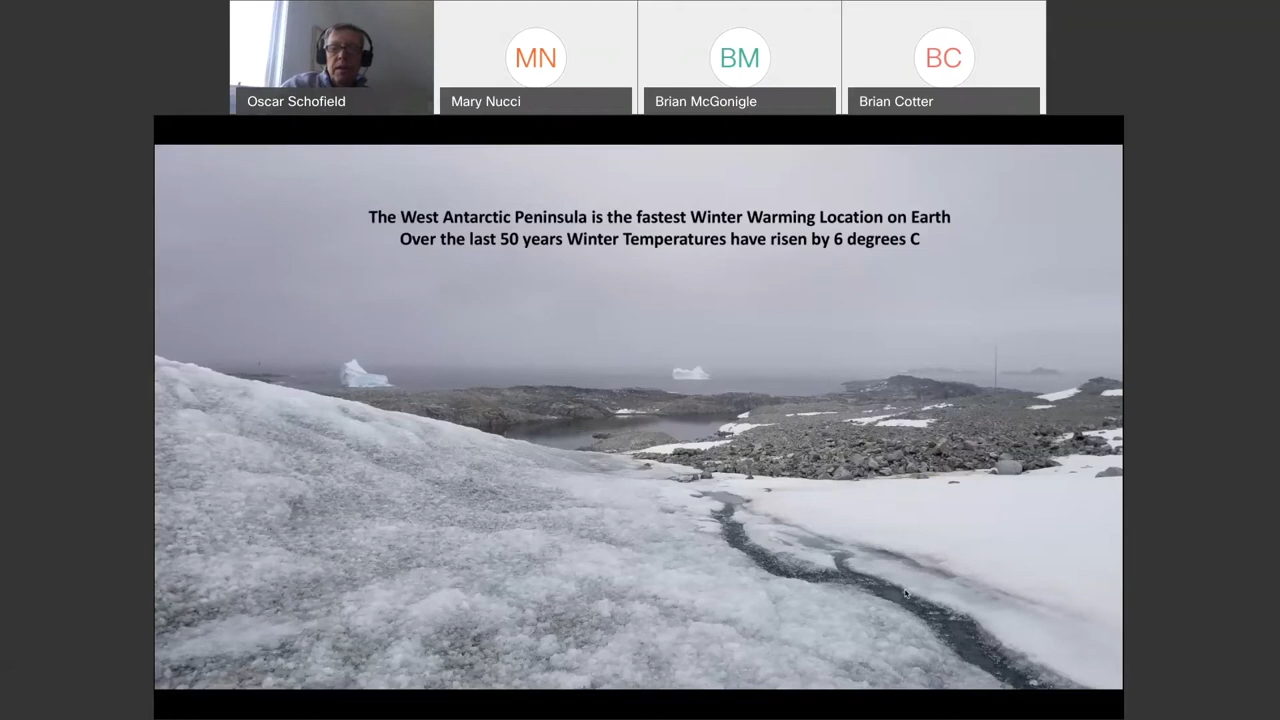 MN
BM
BC
Oscar Schofield
Mary Nucci
Brian McGonigle
Brian Cotter
The West Antarctic Peninsula is the fastest Winter Warming Location on Earth
Over the last 50 years Winter Temperatures have risen by 6 degrees C